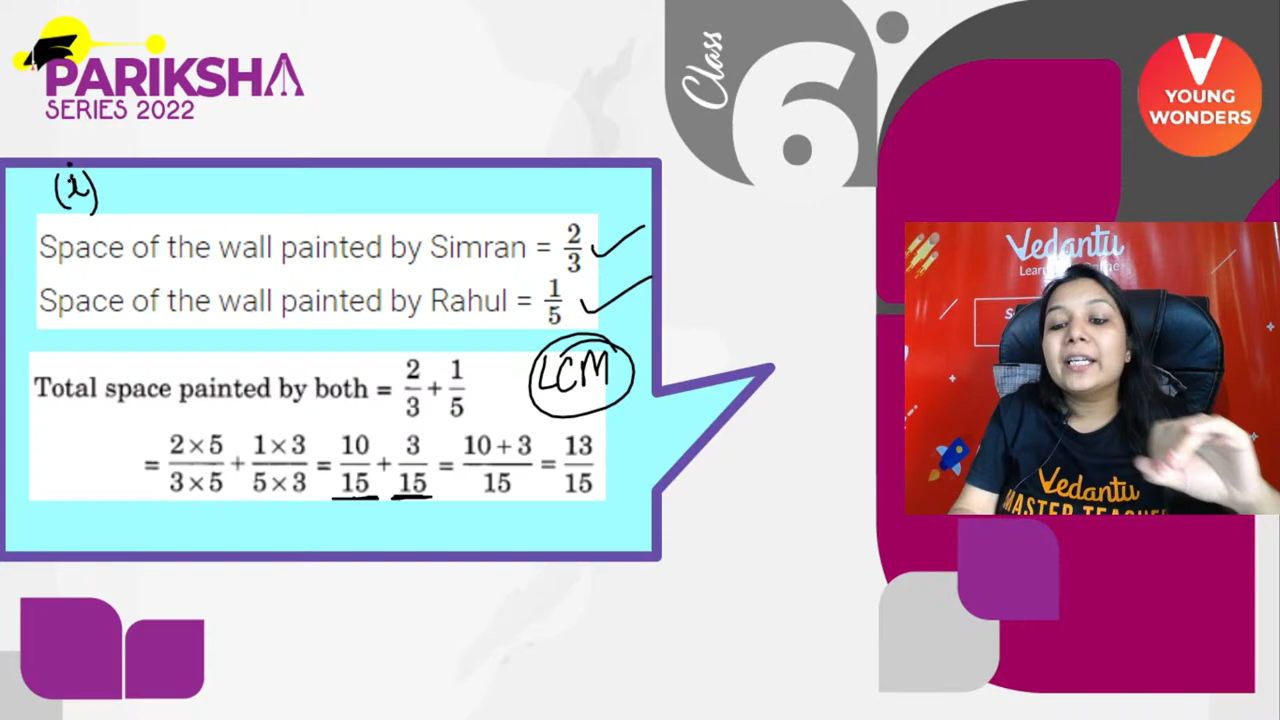 PARIKSHA
SERIES 2022
Class
6
YOUNG
WONDERS
(i)
Space of the wall painted by Simran = 2/3
Space of the wall painted by Rahul = 1/5
LCM
Total space painted by both = 2/3 + 1/5
= 2×5/3×5 + 1×3/5×3 = 10/15 + 3/15 = 10+3/15 = 13/15
Vedantu
Vedantu
MASTER TEACHER